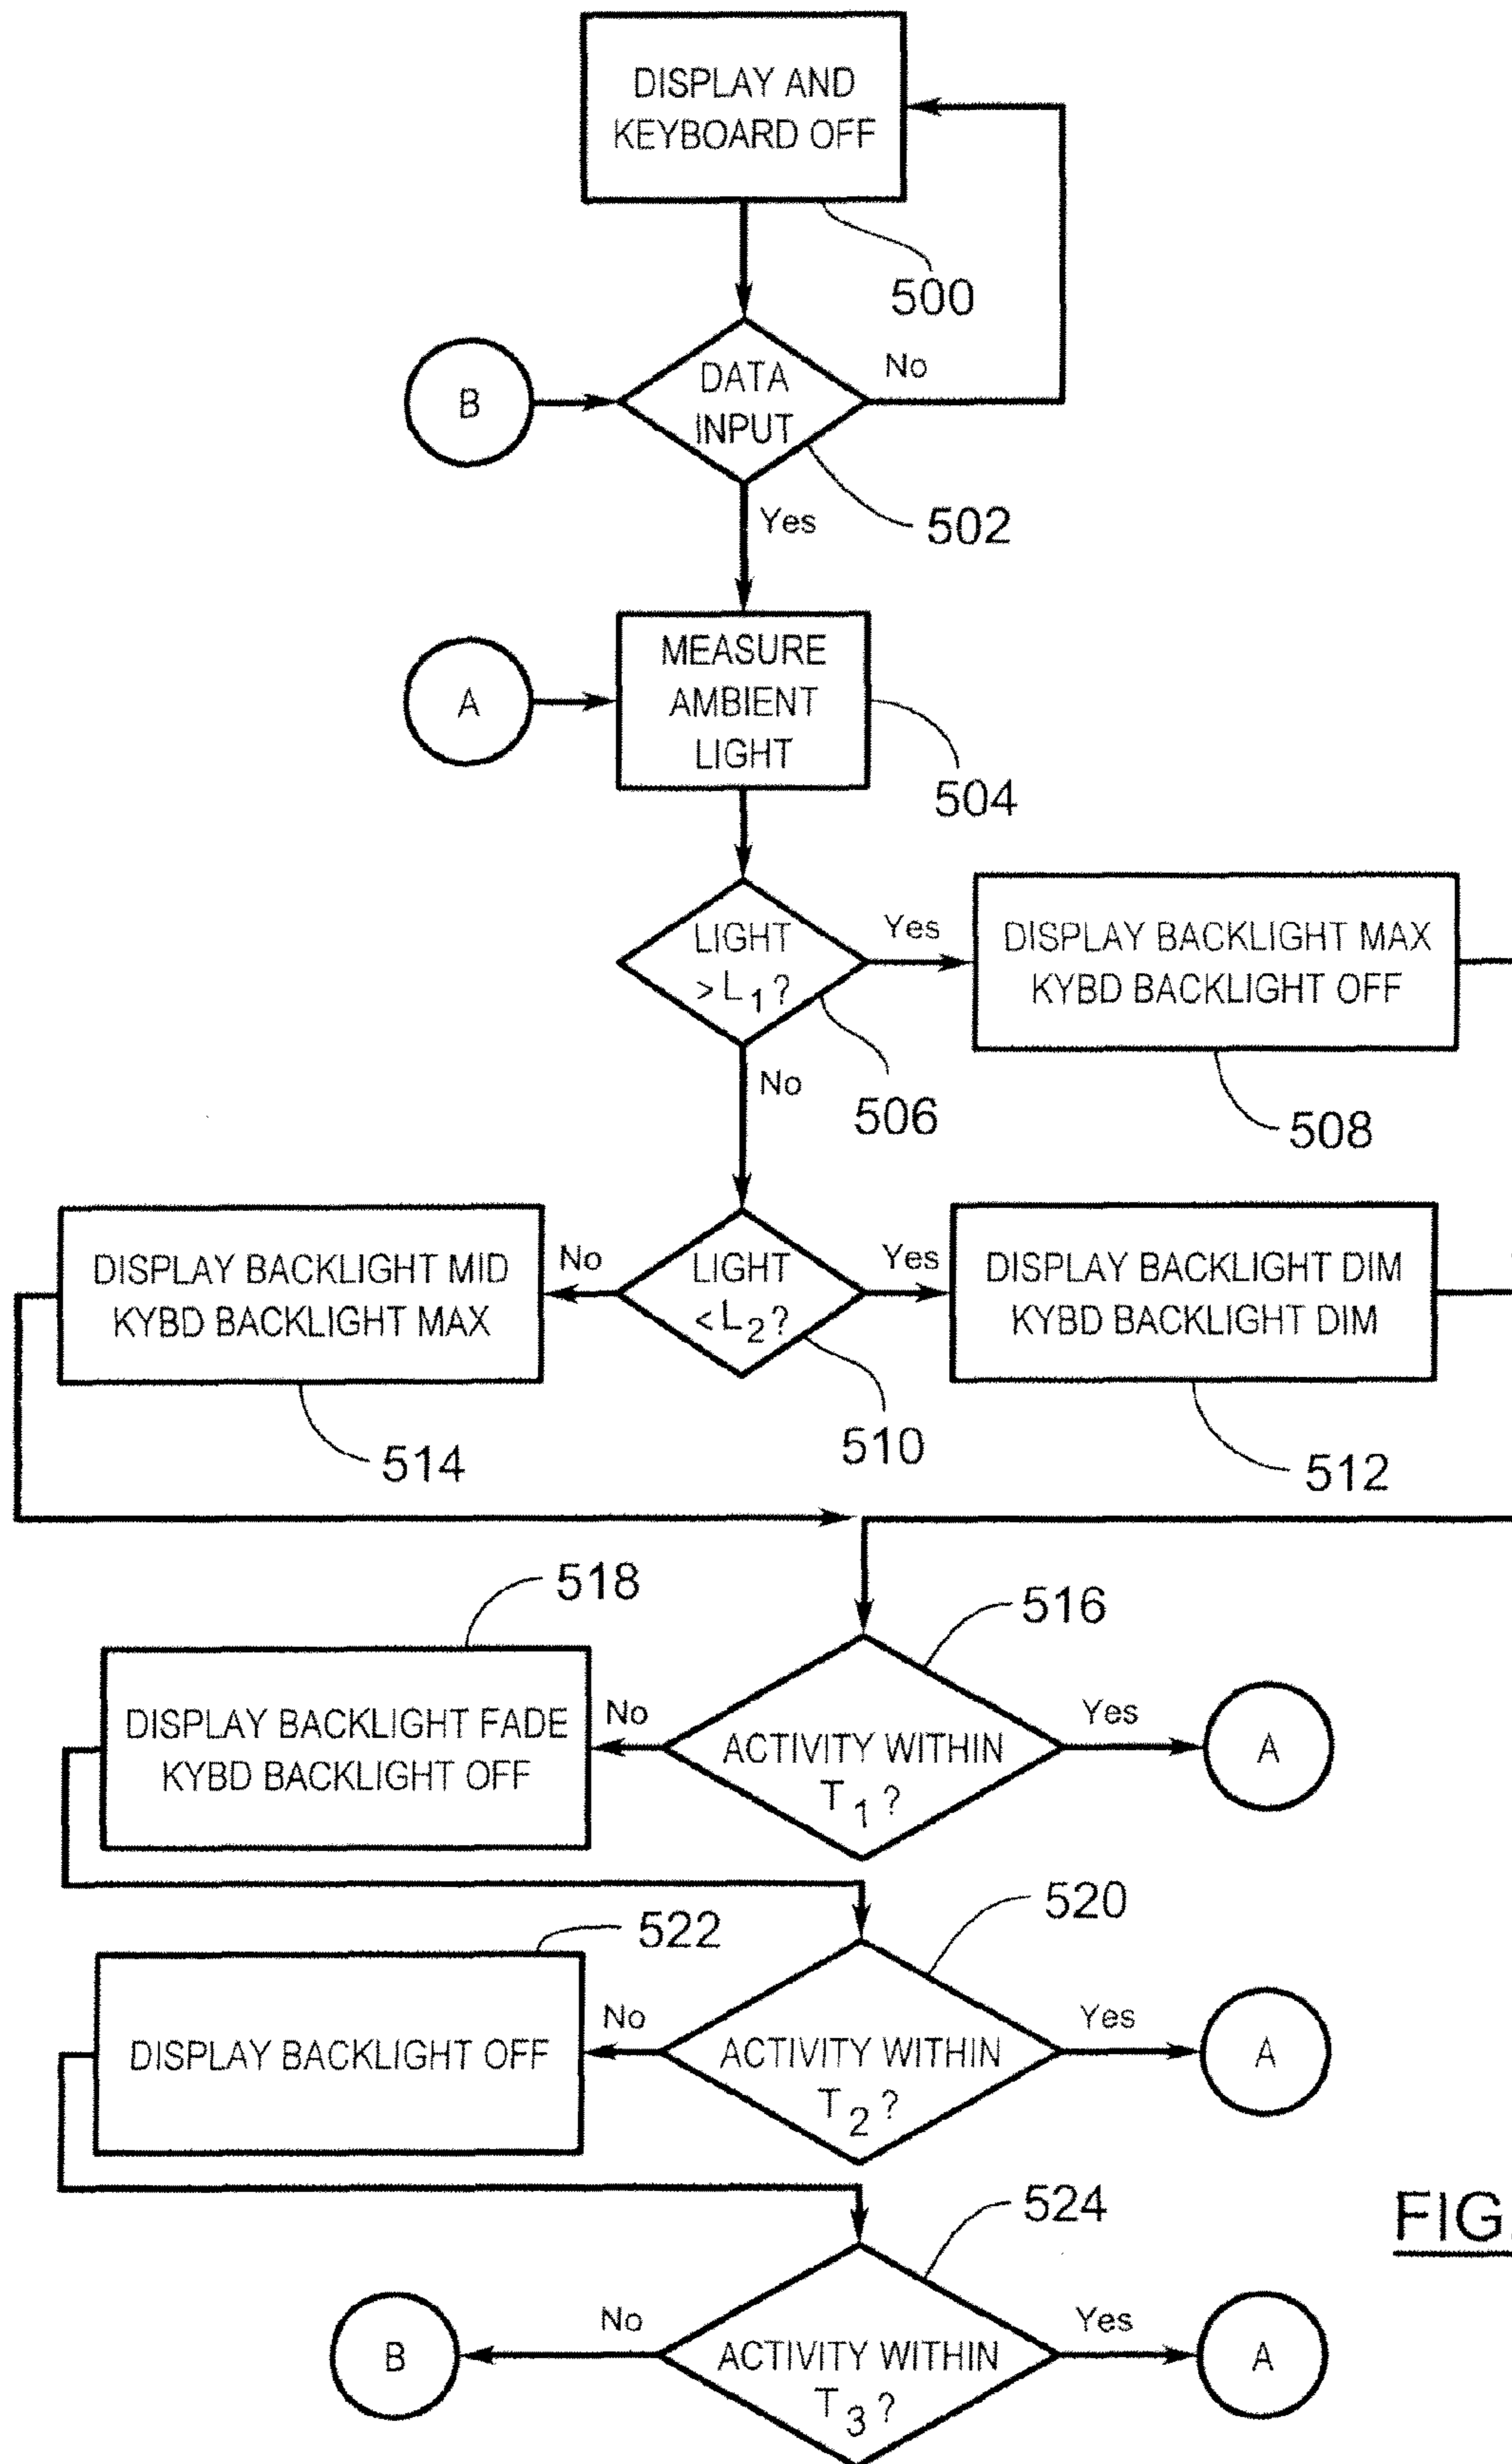 DISPLAY AND
KEYBOARD OFF
500
B
DATA
INPUT
No
502
Yes
A
MEASURE
AMBIENT
LIGHT
504
LIGHT
> L1 ?
Yes
DISPLAY BACKLIGHT MAX
KYBD BACKLIGHT OFF
No
506
508
DISPLAY BACKLIGHT MID
KYBD BACKLIGHT MAX
No
LIGHT
< L2 ?
Yes
DISPLAY BACKLIGHT DIM
KYBD BACKLIGHT DIM
514
510
512
518
516
DISPLAY BACKLIGHT FADE
KYBD BACKLIGHT OFF
No
ACTIVITY WITHIN
T1 ?
Yes
A
522
520
DISPLAY BACKLIGHT OFF
No
ACTIVITY WITHIN
T2 ?
Yes
A
524
FIG.
B
No
ACTIVITY WITHIN
T3 ?
Yes
A